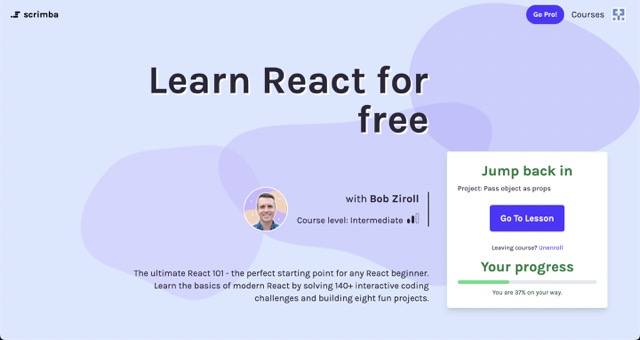 scrimba
Go Pro!
Courses
Learn React for
free
with Bob Ziroll
Course level: Intermediate
The ultimate React 101 - the perfect starting point for any React beginner.
Learn the basics of modern React by solving 140+ interactive coding
challenges and building eight fun projects.
Jump back in
Project: Pass object as props
Go To Lesson
Leaving course? Unenroll
Your progress
You are 37% on your way.